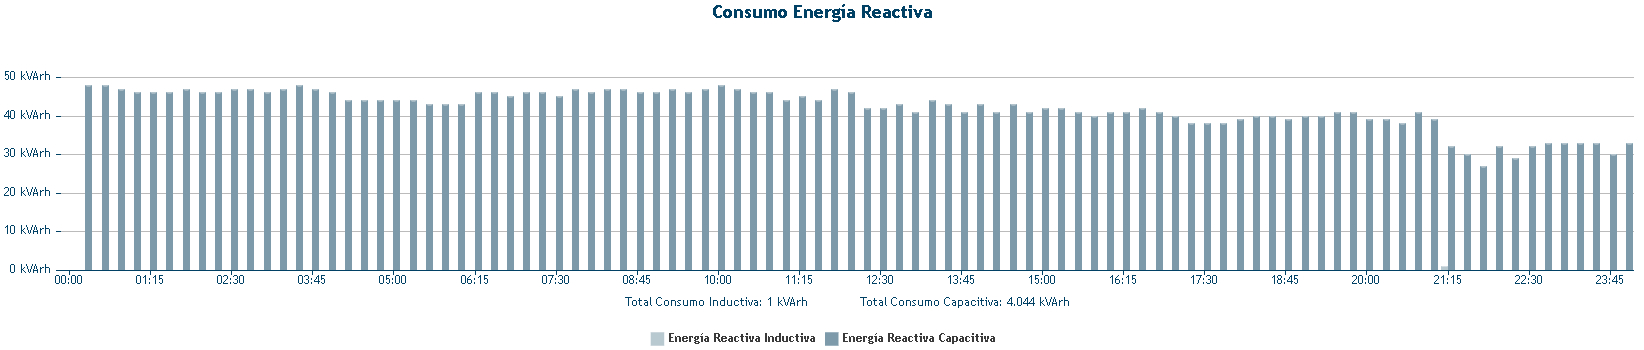 Consumo Energía Reactiva
50 kVArh
40 kVArh
30 kVArh
20 kVArh
10 kVArh
0 kVArh
00:00 01:15 02:30 03:45 05:00 06:15 07:30 08:45 10:00 11:15 12:30 13:45 15:00 16:15 17:30 18:45 20:00 21:15 22:30 23:45
Total Consumo Inductiva: 1 kVArh Total Consumo Capacitiva: 4.044 kVArh
Energía Reactiva Inductiva Energía Reactiva Capacitiva